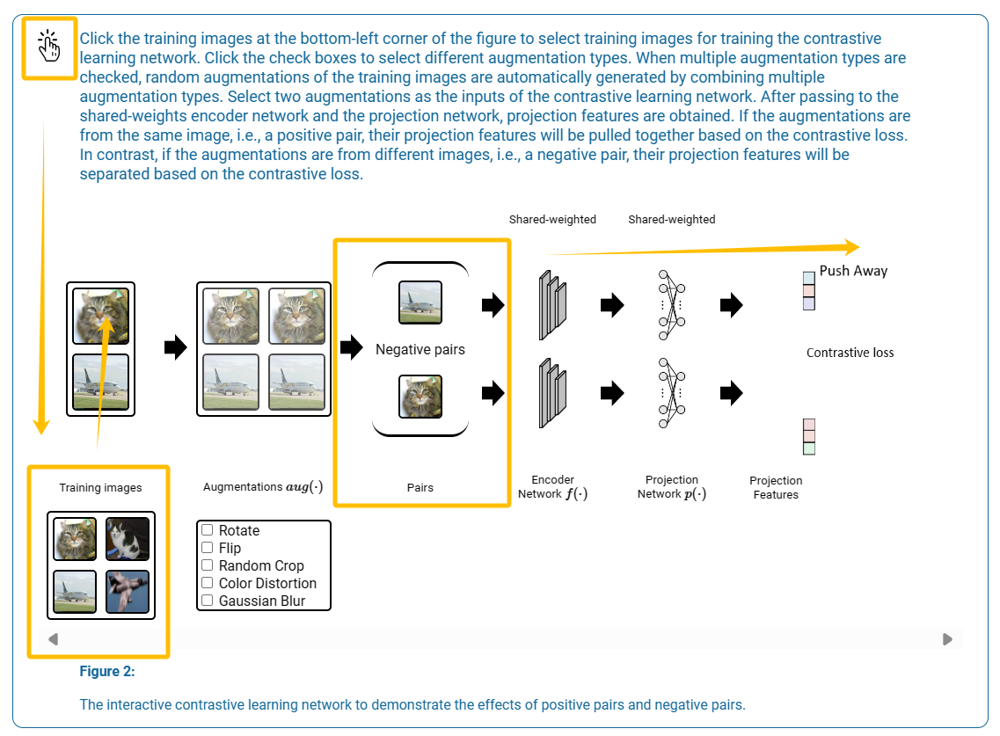 Click the training images at the bottom-left corner of the figure to select training images for training the contrastive
learning network. Click the check boxes to select different augmentation types. When multiple augmentation types are
checked, random augmentations of the training images are automatically generated by combining multiple
augmentation types. Select two augmentations as the inputs of the contrastive learning network. After passing to the
shared-weights encoder network and the projection network, projection features are obtained. If the augmentations are
from the same image, i.e., a positive pair, their projection features will be pulled together based on the contrastive loss.
In contrast, if the augmentations are from different images, i.e., a negative pair, their projection features will be
separated based on the contrastive loss.
Shared-weighted
Shared-weighted
Push Away
Negative pairs
Contrastive loss
Training images
Augmentations aug(·)
Pairs
Encoder
Network f(·)
Projection
Network p(·)
Projection
Features
Rotate
Flip
Random Crop
Color Distortion
Gaussian Blur
Figure 2:
The interactive contrastive learning network to demonstrate the effects of positive pairs and negative pairs.